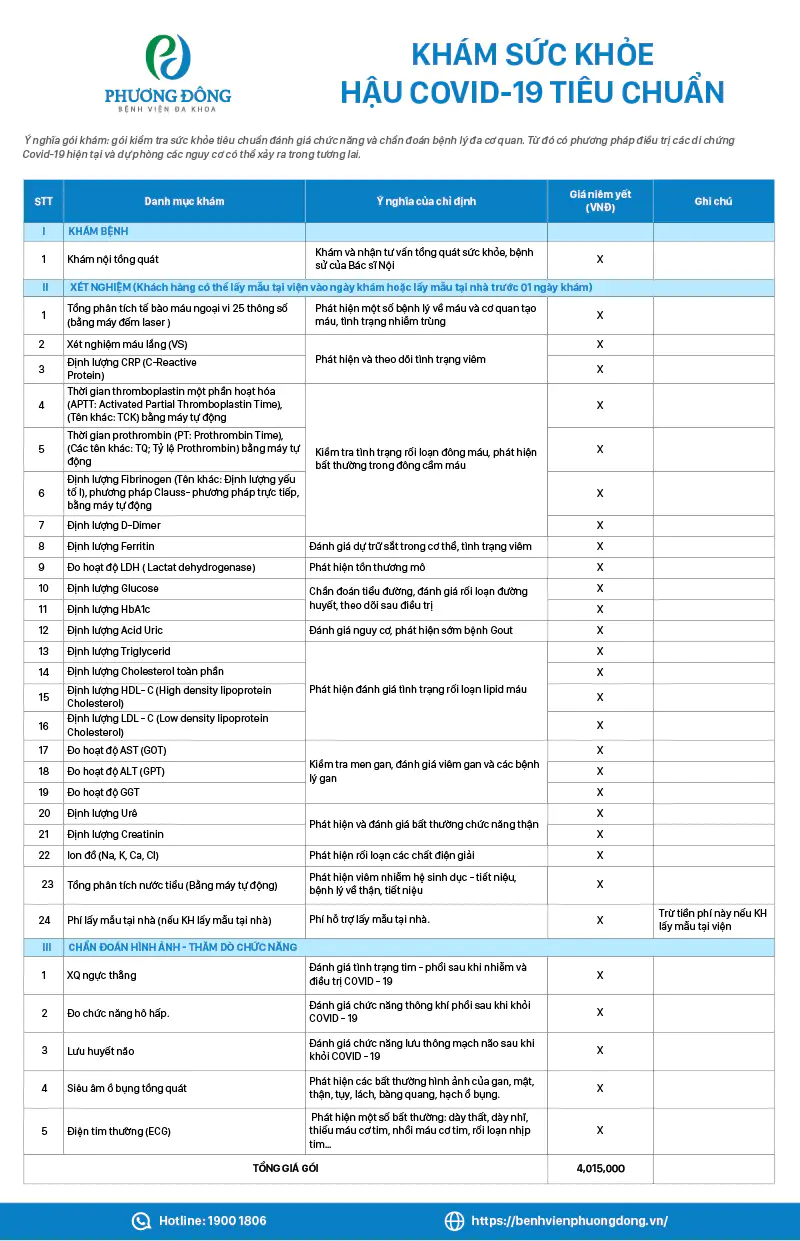 PHƯƠNG ĐÔNG
BỆNH VIỆN ĐA KHOA
KHÁM SỨC KHỎE
HẬU COVID-19 TIÊU CHUẨN
Ý nghĩa gói khám: gói kiểm tra sức khỏe tiêu chuẩn đánh giá chức năng và chẩn đoán bệnh lý đa cơ quan. Từ đó có phương pháp điều trị các di chứng
Covid-19 hiện tại và dự phòng các nguy cơ có thể xảy ra trong tương lai.
STT
Danh mục khám
Ý nghĩa của chỉ định
Giá niêm yết
(VNĐ)
Ghi chú
I KHÁM BỆNH
1
Khám nội tổng quát
Khám và nhận tư vấn tổng quát sức khỏe, bệnh
sử của Bác sĩ Nội
X
II XÉT NGHIỆM (Khách hàng có thể lấy mẫu tại viện vào ngày khám hoặc lấy mẫu tại nhà trước 01 ngày khám)
1
Tổng phân tích tế bào máu ngoại vi 25 thông số
(bằng máy đếm laser )
Phát hiện một số bệnh lý về máu và cơ quan tạo
máu, tình trạng nhiễm trùng
X
2
Xét nghiệm máu lắng (VS)
Phát hiện và theo dõi tình trạng viêm
X
3
Định lượng CRP (C-Reactive
Protein)
X
4
Thời gian thromboplastin một phần hoạt hóa
(APTT: Activated Partial Thromboplastin Time),
(Tên khác: TCK) bằng máy tự động
Kiểm tra tình trạng rối loạn đông máu, phát hiện
bất thường trong đông cầm máu
X
5
Thời gian prothrombin (PT: Prothrombin Time),
(Các tên khác: TQ; Tỷ lệ Prothrombin) bằng máy tự
động
X
6
Định lượng Fibrinogen (Tên khác: Định lượng yếu
tố I), phương pháp Clauss- phương pháp trực tiếp,
bằng máy tự động
X
7
Định lượng D-Dimer
X
8
Định lượng Ferritin
Đánh giá dự trữ sắt trong cơ thể, tình trạng viêm
X
9
Đo hoạt độ LDH ( Lactat dehydrogenase)
Phát hiện tổn thương mô
X
10
Định lượng Glucose
Chẩn đoán tiểu đường, đánh giá rối loạn đường
huyết, theo dõi sau điều trị
X
11
Định lượng HbA1c
X
12
Định lượng Acid Uric
Đánh giá nguy cơ, phát hiện sớm bệnh Gout
X
13
Định lượng Triglycerid
Phát hiện đánh giá tình trạng rối loạn lipid máu
X
14
Định lượng Cholesterol toàn phần
X
15
Định lượng HDL- C (High density lipoprotein
Cholesterol)
X
16
Định lượng LDL - C (Low density lipoprotein
Cholesterol)
X
17
Đo hoạt độ AST (GOT)
Kiểm tra men gan, đánh giá viêm gan và các bệnh
lý gan
X
18
Đo hoạt độ ALT (GPT)
X
19
Đo hoạt độ GGT
X
20
Định lượng Urê
Phát hiện và đánh giá bất thường chức năng thận
X
21
Định lượng Creatinin
X
22
Ion đồ (Na, K, Ca, Cl)
Phát hiện rối loạn các chất điện giải
X
23
Tổng phân tích nước tiểu (Bằng máy tự động)
Phát hiện viêm nhiễm hệ sinh dục - tiết niệu,
bệnh lý về thận, tiết niệu
X
24
Phí lấy mẫu tại nhà (nếu KH lấy mẫu tại nhà)
Phí hỗ trợ lấy mẫu tại nhà.
X
Trừ tiền phí này nếu KH
lấy mẫu tại viện
III CHẨN ĐOÁN HÌNH ẢNH - THĂM DÒ CHỨC NĂNG
1
XQ ngực thẳng
Đánh giá tình trạng tim - phổi sau khi nhiễm và
điều trị COVID - 19
X
2
Đo chức năng hô hấp.
Đánh giá chức năng thông khí phổi sau khi khỏi
COVID - 19
X
3
Lưu huyết não
Đánh giá chức năng lưu thông mạch não sau khi
khỏi COVID - 19
X
4
Siêu âm ổ bụng tổng quát
Phát hiện các bất thường hình ảnh của gan, mật,
thận, tụy, lách, bàng quang, hạch ổ bụng.
X
5
Điện tim thường (ECG)
Phát hiện một số bất thường: dày thất, dày nhĩ,
thiếu máu cơ tim, nhồi máu cơ tim, rối loạn nhịp
tim...
X
TỔNG GIÁ GÓI
4,015,000
Hotline: 1900 1806
https://benhvienphuongdong.vn/